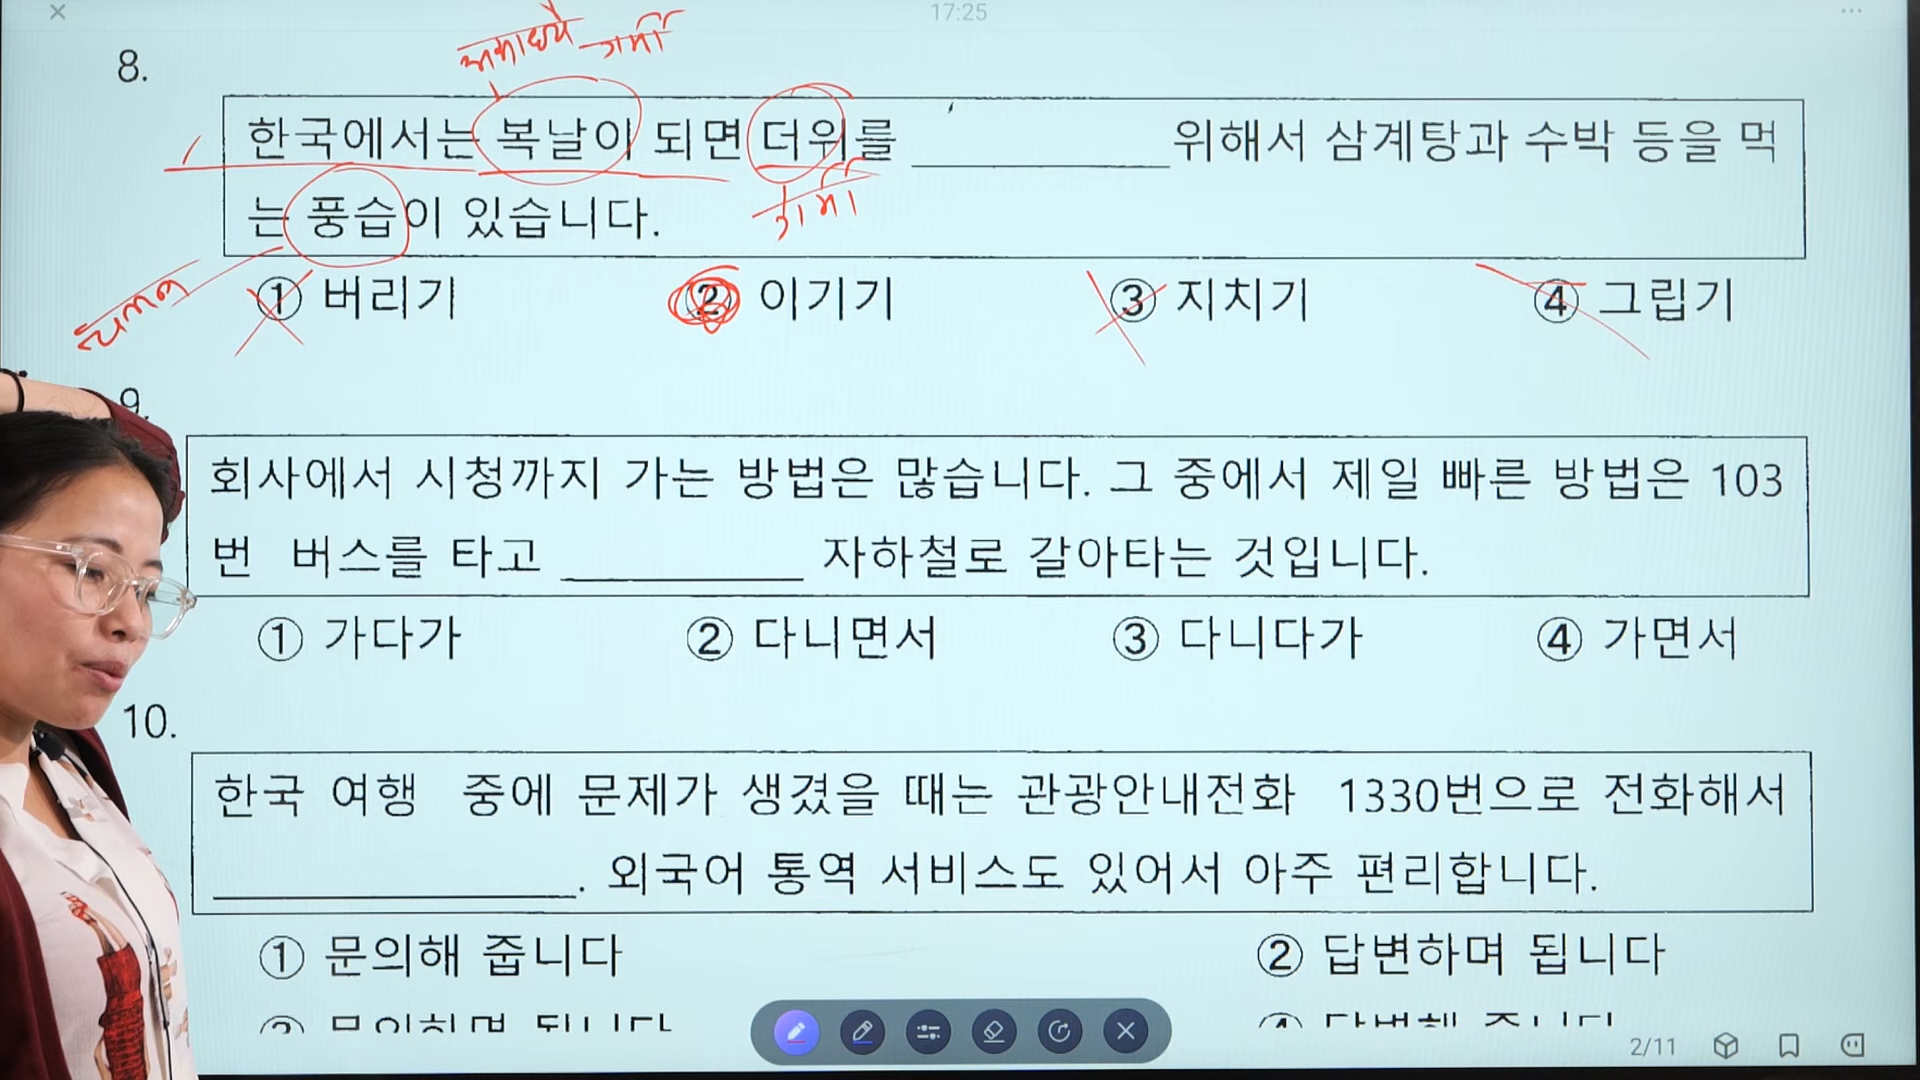 17:25
गर्मी
8.
한국에서는 복날이 되면 더위를 __________ 위해서 삼계탕과 수박 등을 먹
는 풍습이 있습니다.
गर्मी
चलन
① 버리기 ② 이기기 ③ 지치기 ④ 그립기
9.
회사에서 시청까지 가는 방법은 많습니다. 그 중에서 제일 빠른 방법은 103
번 버스를 타고 __________ 자하철로 갈아타는 것입니다.
① 가다가 ② 다니면서 ③ 다니다가 ④ 가면서
10.
한국 여행 중에 문제가 생겼을 때는 관광안내전화 1330번으로 전화해서
______________. 외국어 통역 서비스도 있어서 아주 편리합니다.
① 문의해 줍니다 ② 답변하며 됩니다
2/11